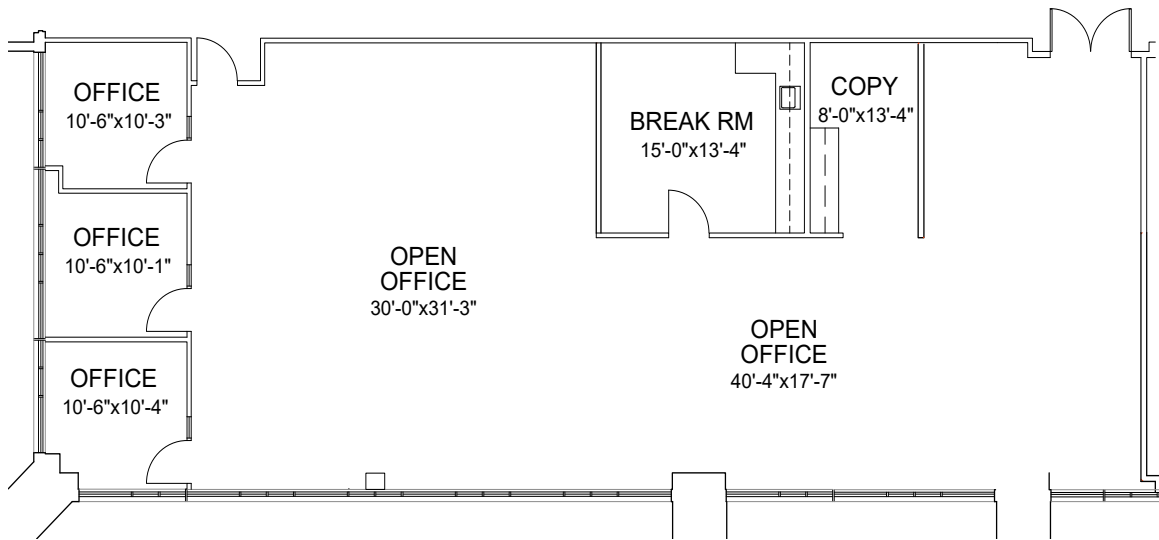 OFFICE
10'-6"x10'-3"
BREAK RM
15'-0"x13'-4"
COPY
8'-0"x13'-4"
OFFICE
10'-6"x10'-1"
OPEN
OFFICE
30'-0"x31'-3"
OPEN
OFFICE
40'-4"x17'-7"
OFFICE
10'-6"x10'-4"